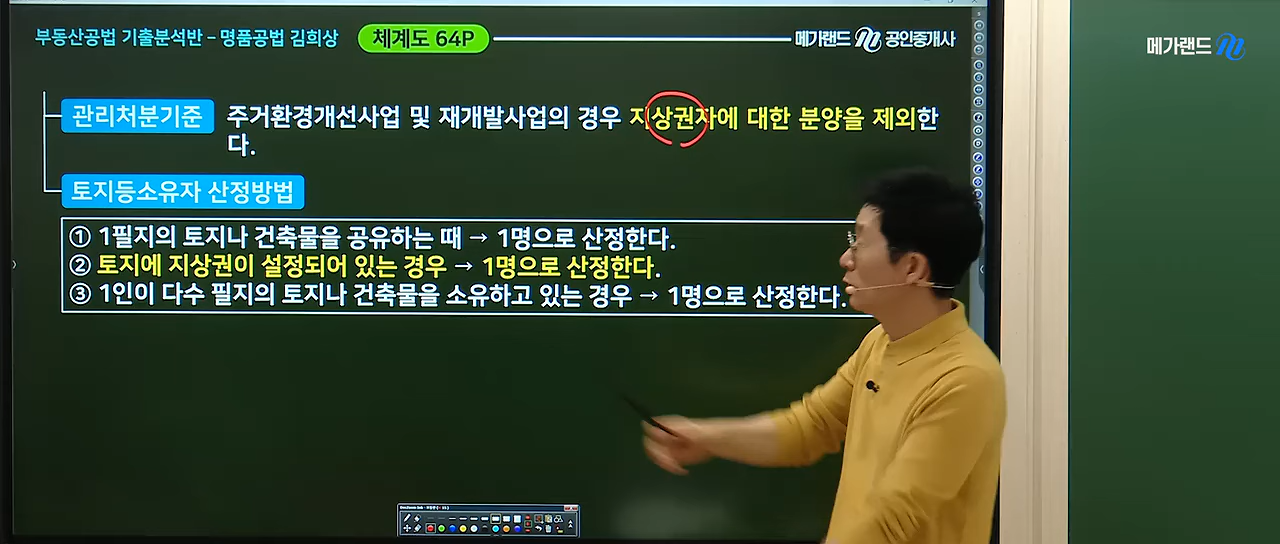 부동산공법 기출분석반 – 명품공법 김희상
체계도 64P
메가랜드 공인중개사
메가랜드
관리처분기준
주거환경개선사업 및 재개발사업의 경우 지상권자에 대한 분양을 제외한
다.
토지등소유자 산정방법
① 1필지의 토지나 건축물을 공유하는 때 → 1명으로 산정한다.
② 토지에 지상권이 설정되어 있는 경우 → 1명으로 산정한다.
③ 1인이 다수 필지의 토지나 건축물을 소유하고 있는 경우 → 1명으로 산정한다.